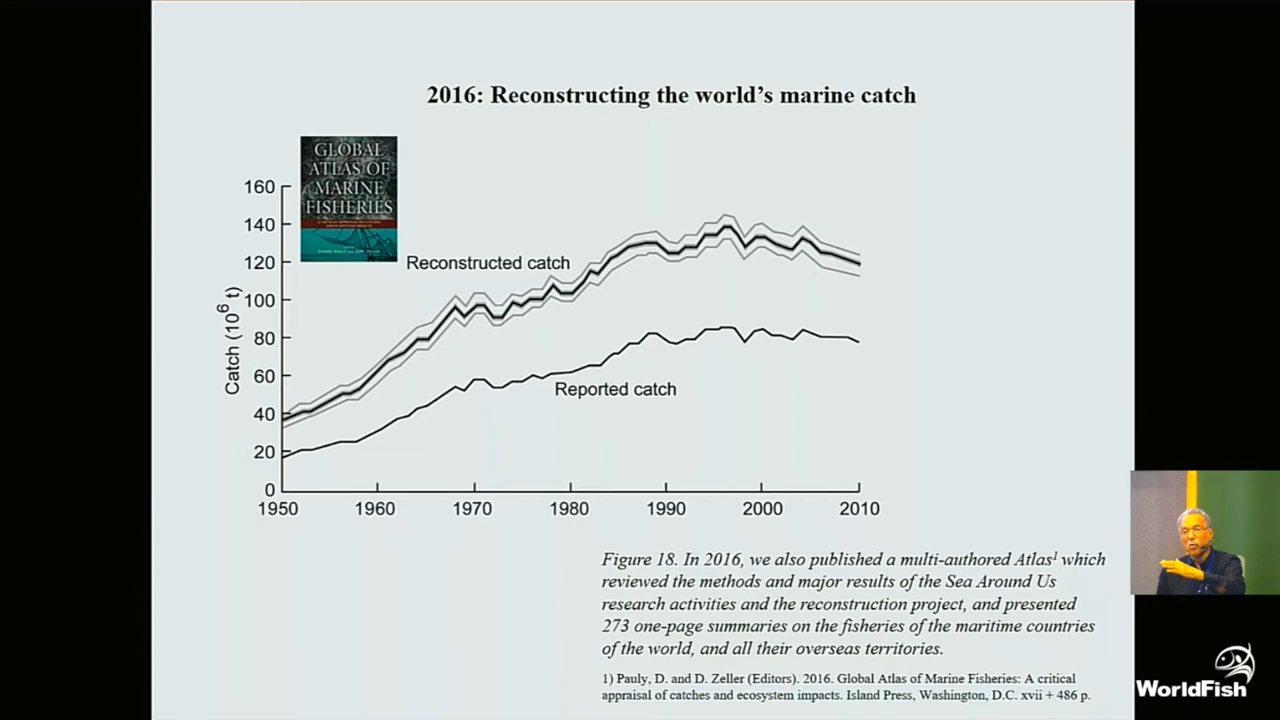 2016: Reconstructing the world's marine catch
GLOBAL
ATLAS OF
MARINE
FISHERIES
160
140
120
100
80
60
40
20
0
Catch (10⁶ t)
Reconstructed catch
Reported catch
1950 1960 1970 1980 1990 2000 2010
Figure 18. In 2016, we also published a multi-authored Atlas¹ which
reviewed the methods and major results of the Sea Around Us
research activities and the reconstruction project, and presented
273 one-page summaries on the fisheries of the maritime countries
of the world, and all their overseas territories.
1) Pauly, D. and D. Zeller (Editors). 2016. Global Atlas of Marine Fisheries: A critical
appraisal of catches and ecosystem impacts. Island Press, Washington, D.C. xvii + 486 p.
WorldFish